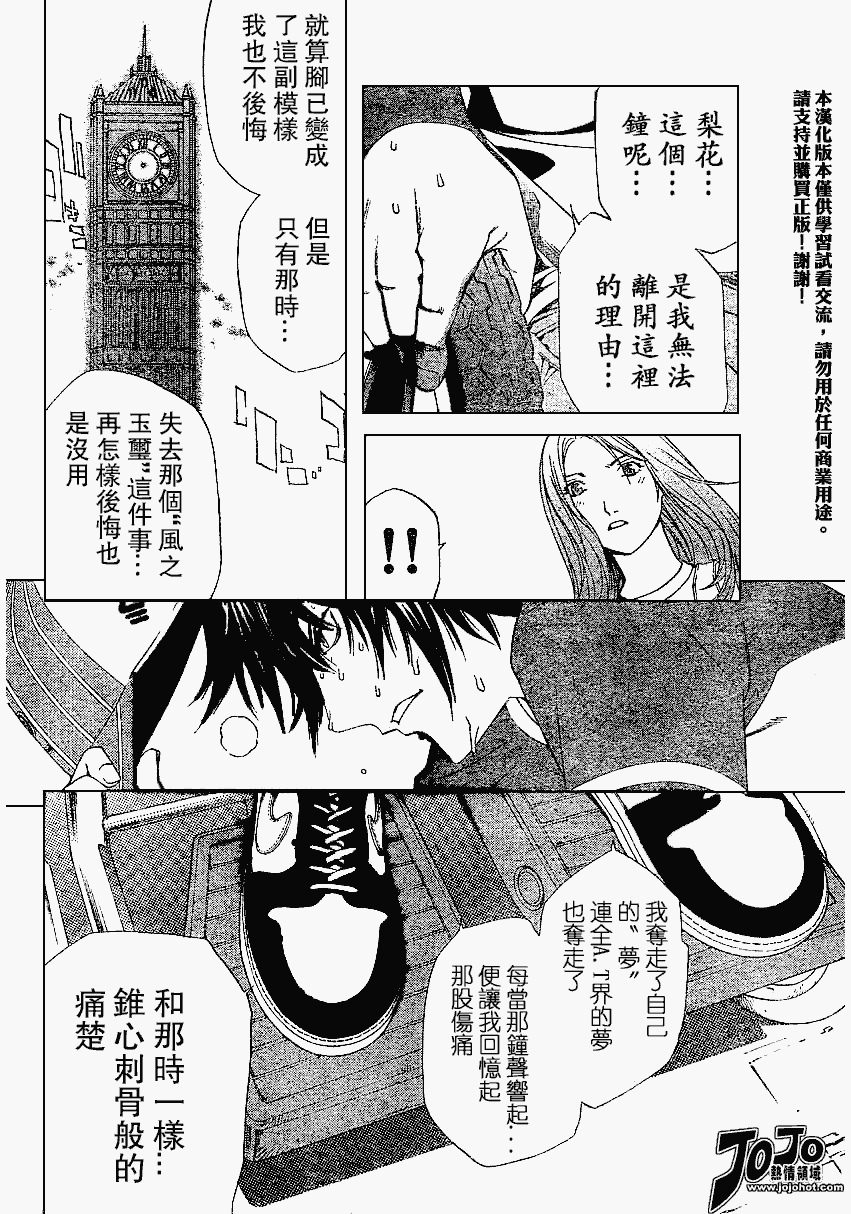 本漢化版本僅供學習試看交流，請勿用於任何商業用途。
請支持並購買正版！謝謝！
梨花…
這個…
鐘呢…
是我無法
離開這裡
的理由…
!!
就算腳已變成
了這副模樣
我也不後悔
但是
只有那時…
失去那個“風之
玉璽”這件事…
再怎樣後悔也
是沒用
我奪走了自己
的〝夢〞
連全A.T界的夢
也奪走了
每當那鐘聲響起…
便讓我回憶起
那股傷痛
和那時一樣…
錐心刺骨般的
痛楚
JOJO
熱情領域
www.jojohot.com